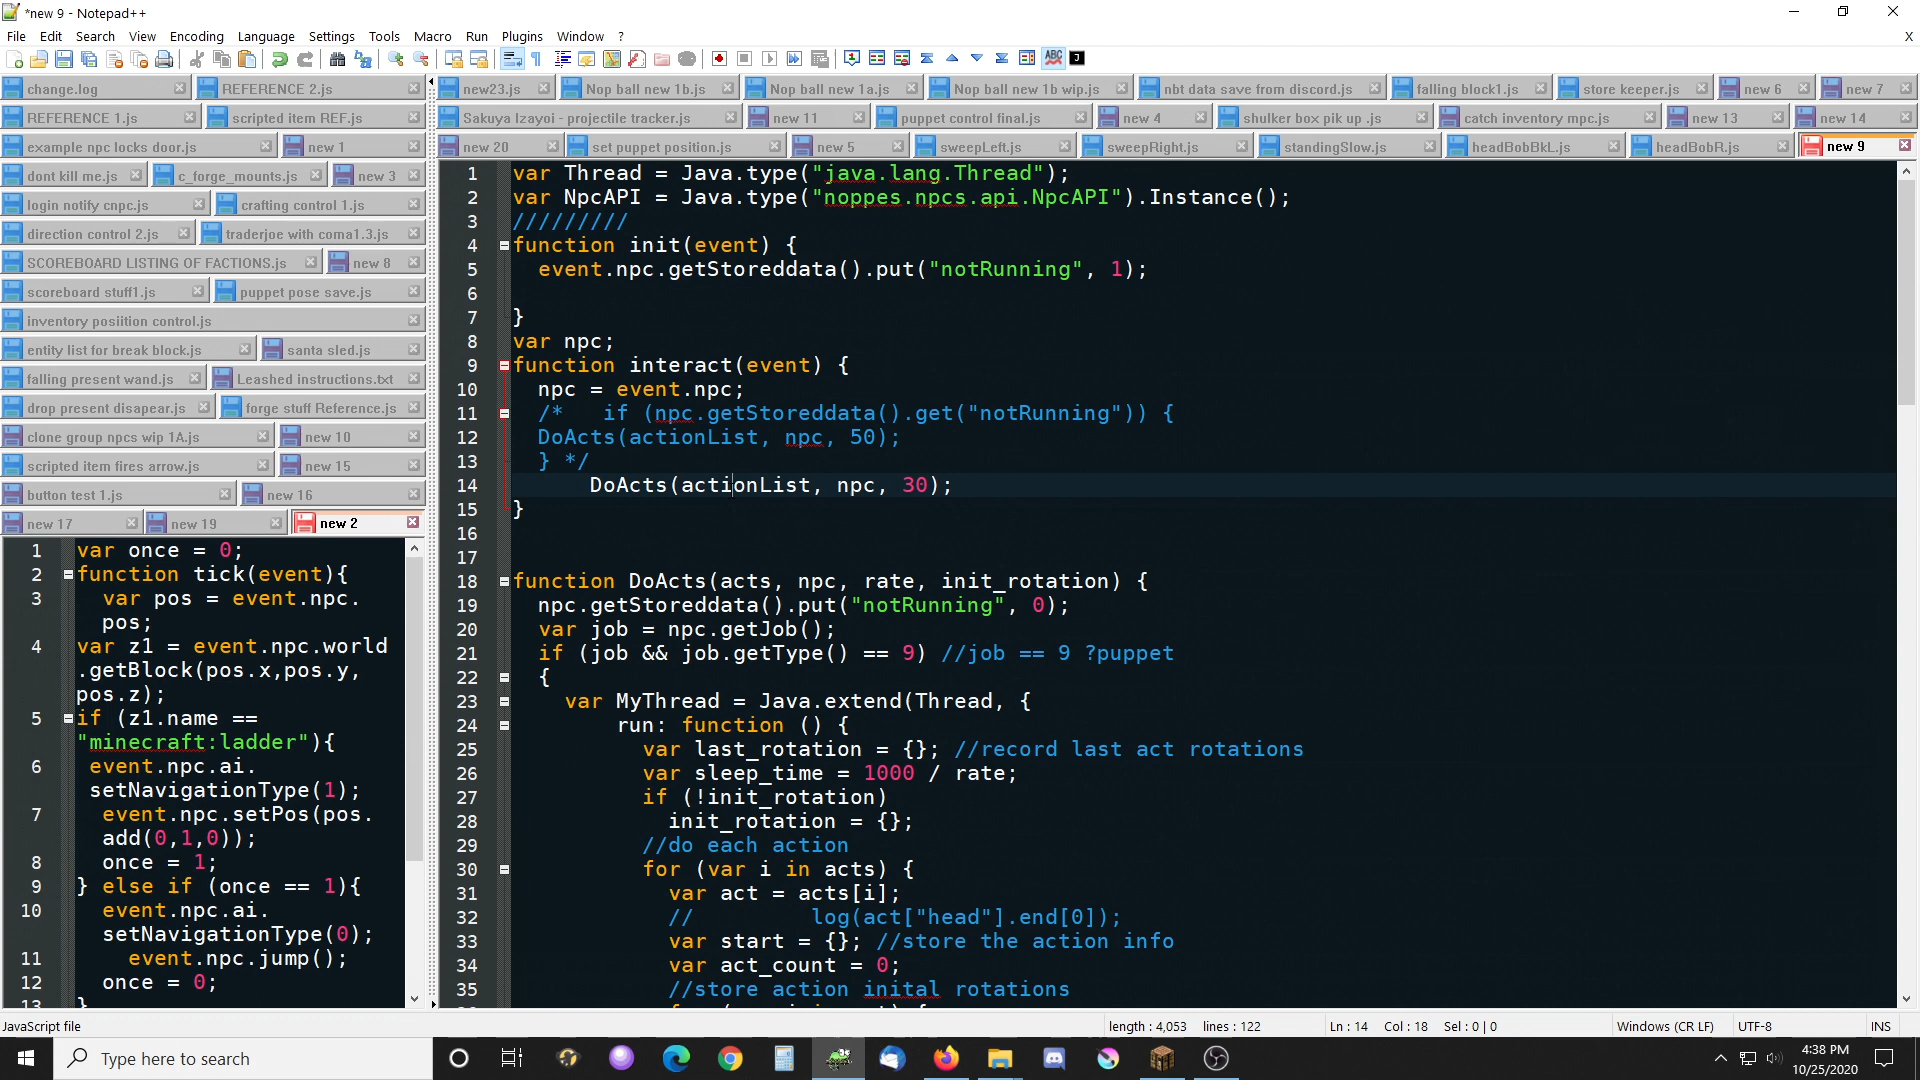 *new 9 - Notepad++
File Edit Search View Encoding Language Settings Tools Macro Run Plugins Window ? X
change.log REFERENCE 2.js
REFERENCE 1.js scripted item REF.js
example npc locks door.js new 1
dont kill me.js c_forge_mounts.js new 3
login notify cnpc.js crafting control 1.js
direction control 2.js traderjoe with coma1.3.js
SCOREBOARD LISTING OF FACTIONS.js new 8
scoreboard stuff1.js puppet pose save.js
inventory posiition control.js
entity list for break block.js santa sled.js
falling present wand.js Leashed instructions.txt
drop present disapear.js forge stuff Reference.js
clone group npcs wip 1A.js new 10
scripted item fires arrow.js new 15
button test 1.js new 16
new 17 new 19 new 2
1 var once = 0;
2 function tick(event){
3 var pos = event.npc.
pos;
4 var z1 = event.npc.world
.getBlock(pos.x,pos.y,
pos.z);
5 if (z1.name ==
"minecraft:ladder"){
6 event.npc.ai.
setNavigationType(1);
7 event.npc.setPos(pos.
add(0,1,0));
8 once = 1;
9 } else if (once == 1){
10 event.npc.ai.
setNavigationType(0);
11 event.npc.jump();
12 once = 0;
13 }
new23.js Nop ball new 1b.js Nop ball new 1a.js Nop ball new 1b wip.js nbt data save from discord.js falling block1.js store keeper.js new 6 new 7
Sakuya Izayoi - projectile tracker.js new 11 puppet control final.js new 4 shulker box pik up .js catch inventory mpc.js new 13 new 14
new 20 set puppet position.js new 5 sweepLeft.js sweepRight.js standingSlow.js headBobBkL.js headBobR.js new 9
1 var Thread = Java.type("java.lang.Thread");
2 var NpcAPI = Java.type("noppes.npcs.api.NpcAPI").Instance();
3 /////////
4 function init(event) {
5 event.npc.getStoreddata().put("notRunning", 1);
6
7 }
8 var npc;
9 function interact(event) {
10 npc = event.npc;
11 /* if (npc.getStoreddata().get("notRunning")) {
12 DoActs(actionList, npc, 50);
13 } */
14 DoActs(actionList, npc, 30);
15 }
16
17
18 function DoActs(acts, npc, rate, init_rotation) {
19 npc.getStoreddata().put("notRunning", 0);
20 var job = npc.getJob();
21 if (job && job.getType() == 9) //job == 9 ?puppet
22 {
23 var MyThread = Java.extend(Thread, {
24 run: function () {
25 var last_rotation = {}; //record last act rotations
26 var sleep_time = 1000 / rate;
27 if (!init_rotation)
28 init_rotation = {};
29 //do each action
30 for (var i in acts) {
31 var act = acts[i];
32 // log(act["head"].end[0]);
33 var start = {}; //store the action info
34 var act_count = 0;
35 //store action inital rotations
JavaScript file length : 4,053 lines : 122 Ln : 14 Col : 18 Sel : 0 | 0 Windows (CR LF) UTF-8 INS
Type here to search
4:38 PM
10/25/2020